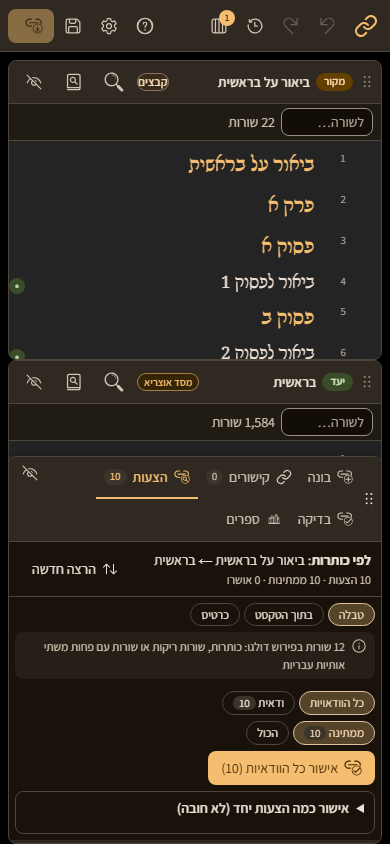 1
מקור
ביאור על בראשית
קבצים
לשורה...
22 שורות
1
ביאור על בראשית
2
פרק א
3
פסוק א
4
ביאור לפסוק 1
5
פסוק ב
6
ביאור לפסוק 2
יעד
בראשית
מסד אוצריא
לשורה...
1,584 שורות
בונה
קישורים 0
הצעות 10
בדיקה
ספרים
לפי כותרות: ביאור על בראשית ← בראשית
10 הצעות · 10 ממתינות · 0 אושרו
הרצה חדשה
טבלה
בתוך הטקסט
כרטיס
12 שורות בפירוש דולגו: כותרות, שורות ריקות או שורות עם פחות משתי
אותיות עבריות
כל הוודאויות
ודאית 10
ממתינה 10
הכול
אישור כל הוודאיות (10)
◀ אישור כמה הצעות יחד (לא חובה)